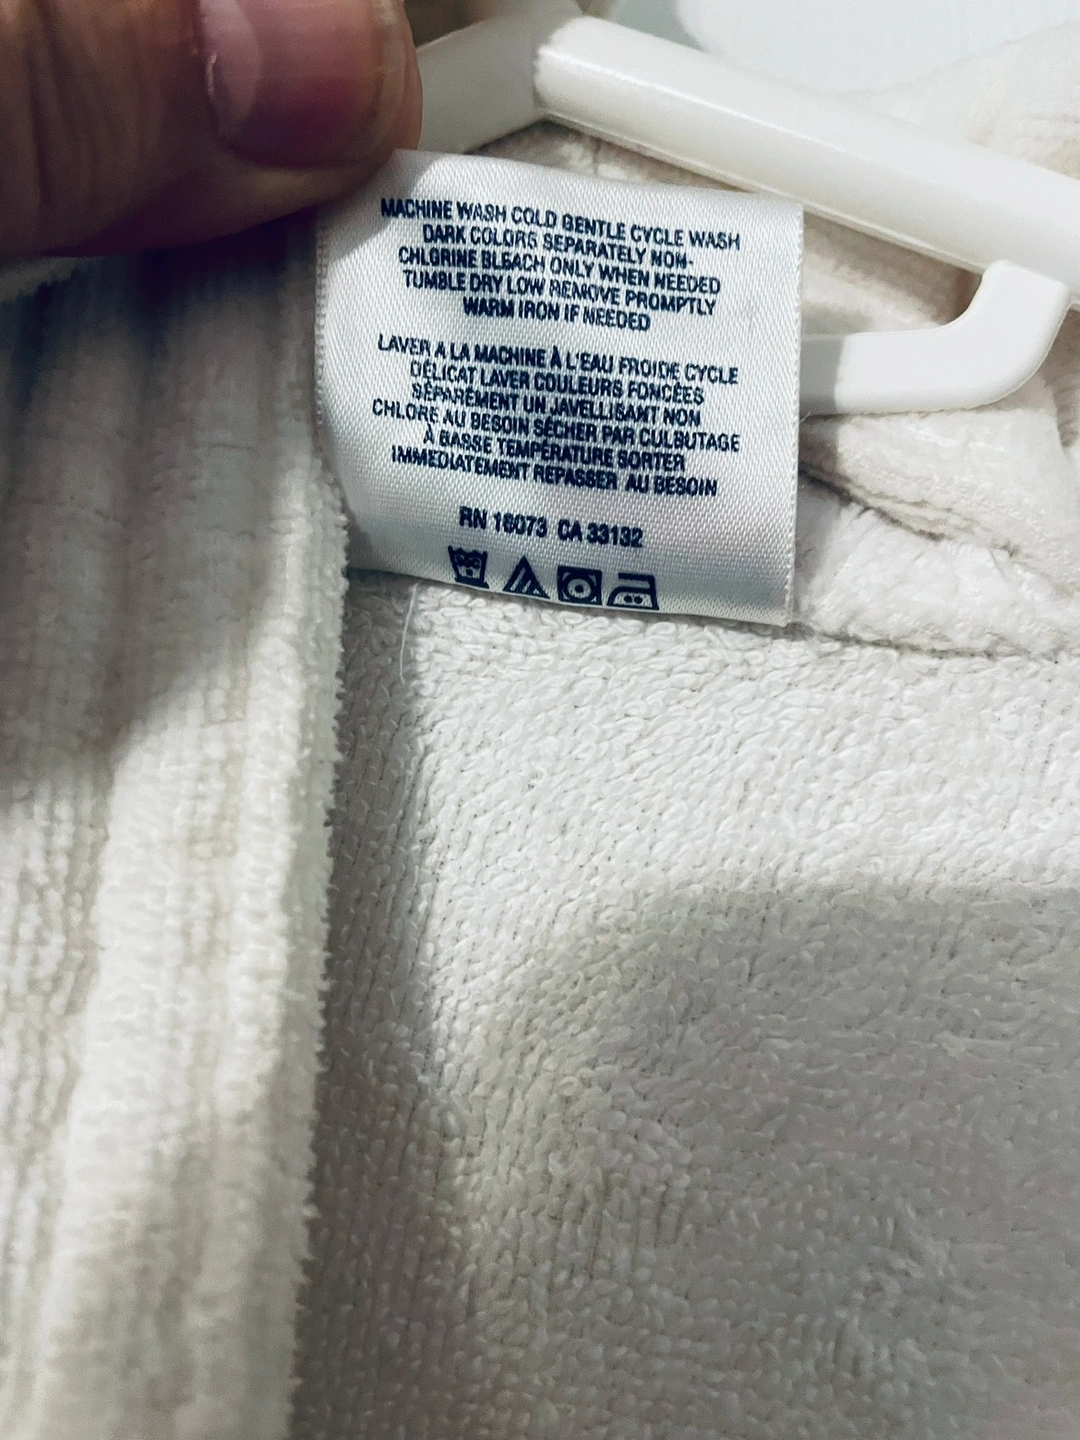 MACHINE WASH COLD GENTLE CYCLE WASH
DARK COLORS SEPARATELY NON-
CHLORINE BLEACH ONLY WHEN NEEDED
TUMBLE DRY LOW REMOVE PROMPTLY
WARM IRON IF NEEDED
LAVER A LA MACHINE À L'EAU FROIDE CYCLE
DÉLICAT LAVER COULEURS FONCÉES
SÉPARÉMENT UN JAVELLISANT NON
CHLORÉ AU BESOIN SÉCHER PAR CULBUTAGE
À BASSE TEMPÉRATURE SORTER
IMMEDIATEMENT REPASSER AU BESOIN
RN 16073 CA 33132